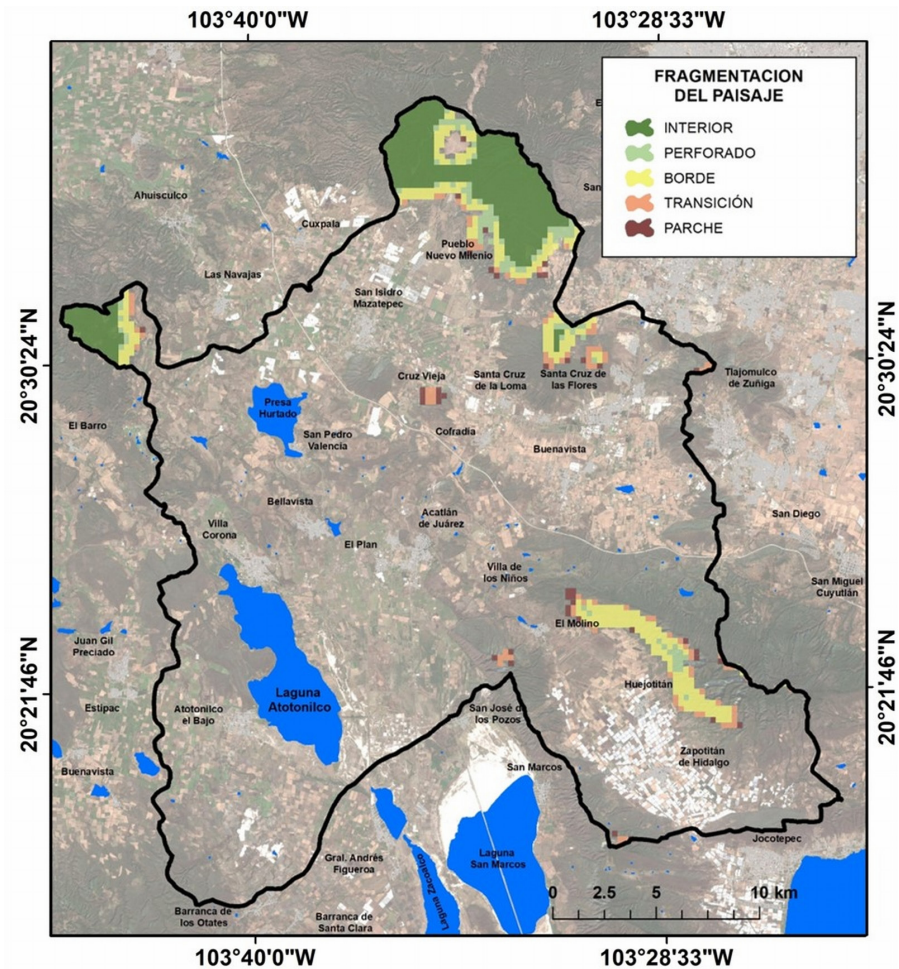 103°40'0"W
103°28'33"W
FRAGMENTACION
DEL PAISAJE
INTERIOR
PERFORADO
BORDE
TRANSICIÓN
PARCHE
E
San
Ahuisculco
Cuxpala
Pueblo
Nuevo Milenio
Las Navajas
San Isidro
Mazatepec
20°30'24"N
20°30'24"N
Cruz Vieja
Santa Cruz
de la Loma
Santa Cruz de
las Flores
Tlajomulco
de Zuñiga
Presa
Hurtado
El Barro
San Pedro
Valencia
Cofradia
Buenavista
Bellavista
Acatlán
de Juárez
San Diego
Villa
Corona
El Plan
Villa de
los Niños
San Miguel
Cuyutlán
El Molino
Juan Gil
Preciado
20°21'46"N
20°21'46"N
Huejotitán
Laguna
Atotonilco
Estipac
Atotonilco
el Bajo
San José de
los Pozos
Zapotitán
de Hidalgo
Buenavista
San Marcos
Jocotepec
Gral. Andrés
Figueroa
Laguna
San Marcos
Laguna Zacoalco
0 2.5 5 10 km
Barranca de
los Otates
Barranca de
Santa Clara
103°40'0"W
103°28'33"W